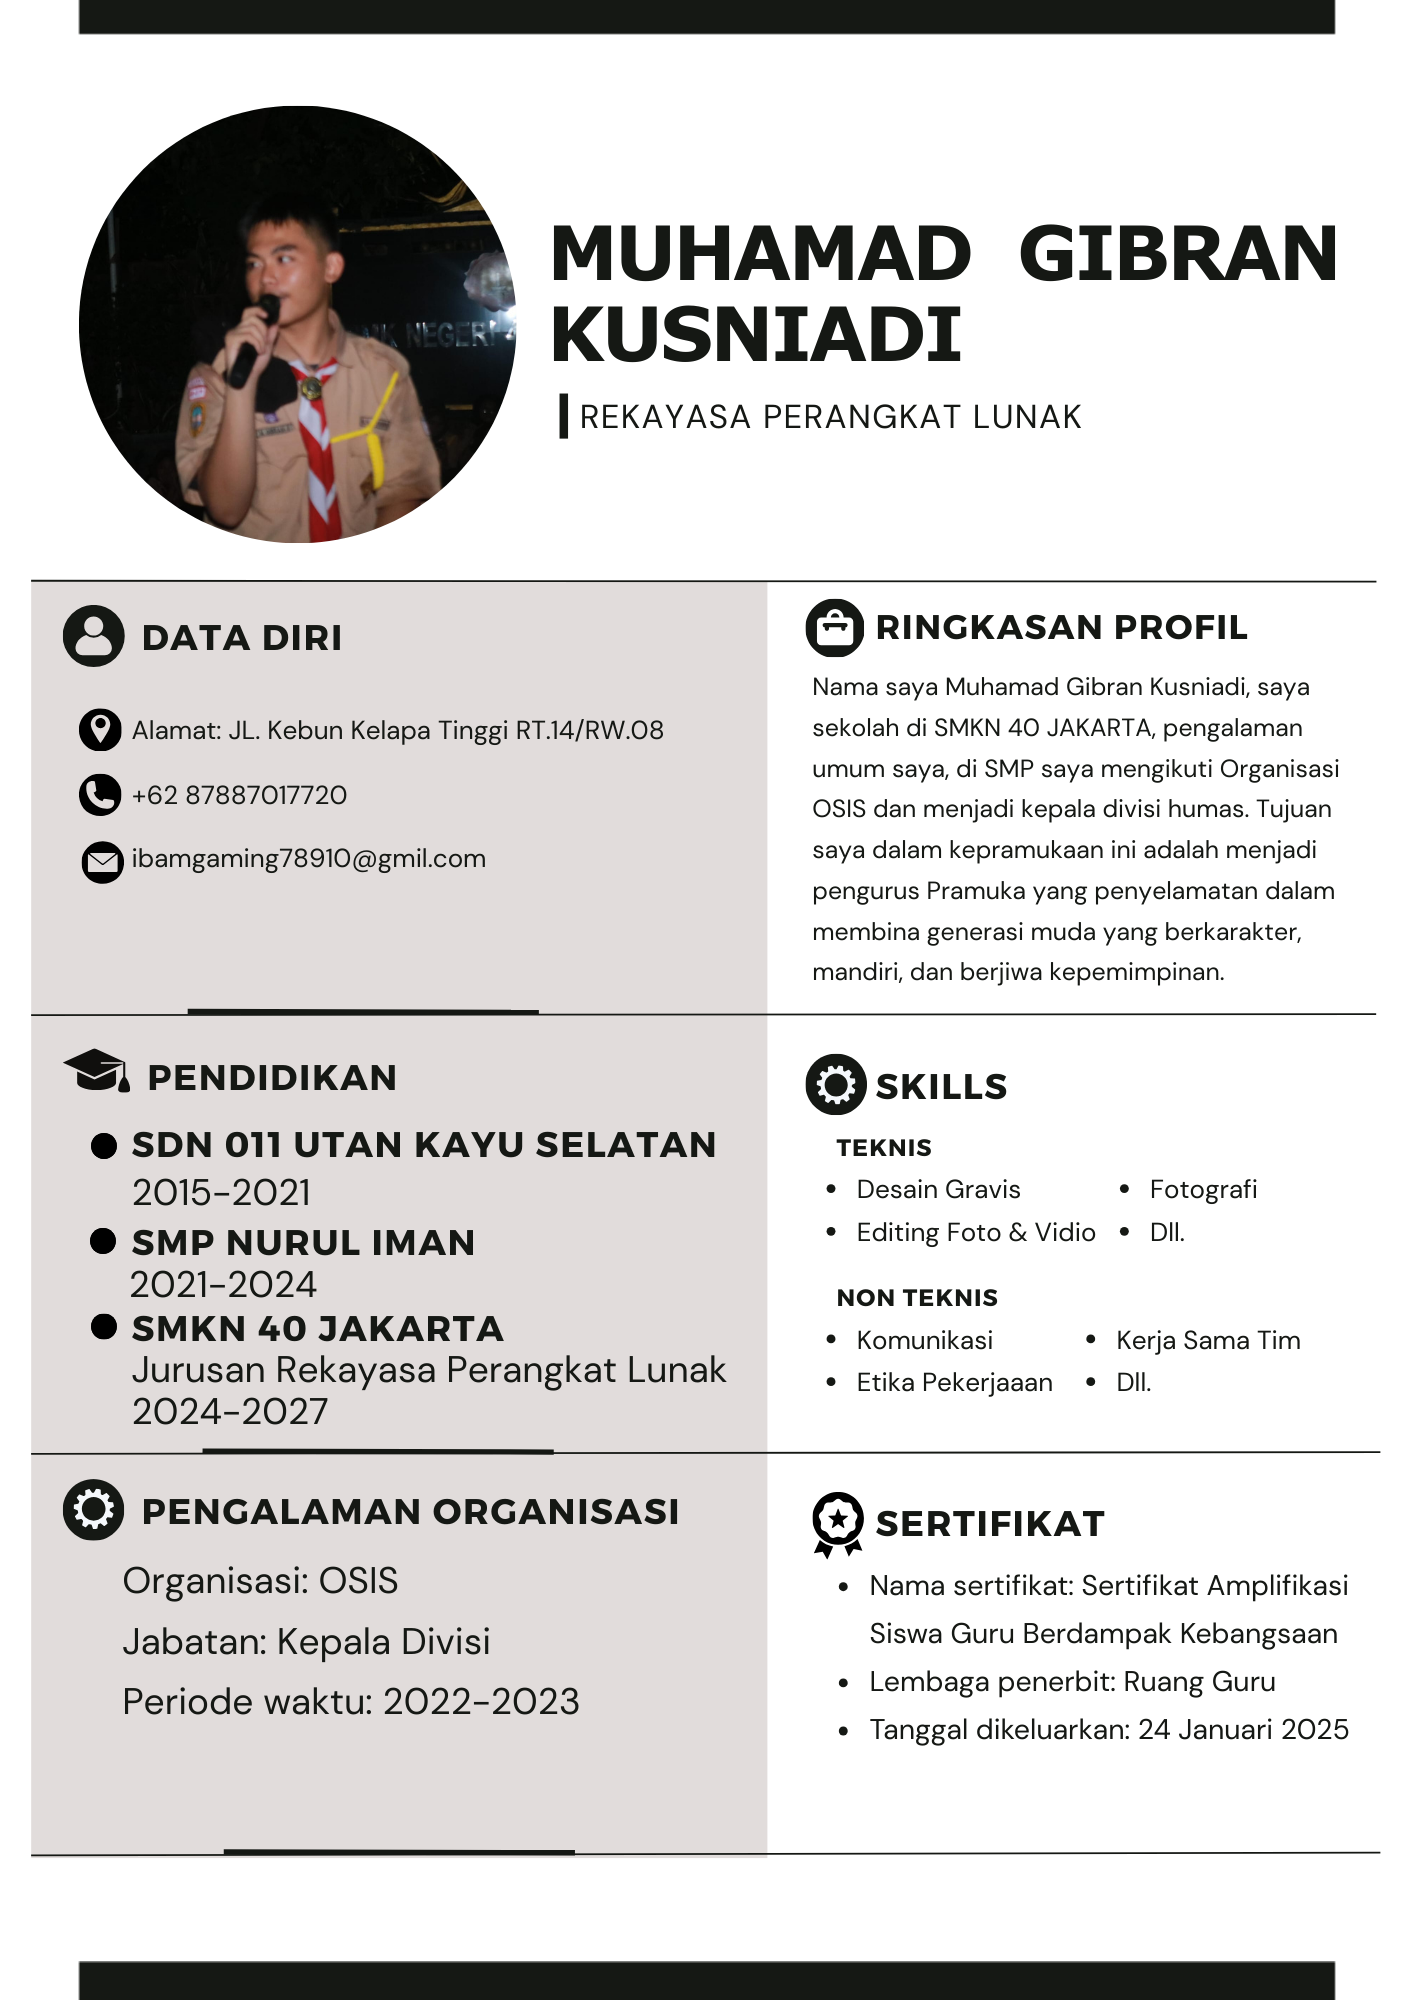 NK NEGERI
MUHAMAD GIBRAN
KUSNIADI
REKAYASA PERANGKAT LUNAK
DATA DIRI
Alamat: JL. Kebun Kelapa Tinggi RT.14/RW.08
+62 87887017720
ibamgaming78910@gmil.com
RINGKASAN PROFIL
Nama saya Muhamad Gibran Kusniadi, saya
sekolah di SMKN 40 JAKARTA, pengalaman
umum saya, di SMP saya mengikuti Organisasi
OSIS dan menjadi kepala divisi humas. Tujuan
saya dalam kepramukaan ini adalah menjadi
pengurus Pramuka yang penyelamatan dalam
membina generasi muda yang berkarakter,
mandiri, dan berjiwa kepemimpinan.
PENDIDIKAN
SDN 011 UTAN KAYU SELATAN
2015-2021
SMP NURUL IMAN
2021-2024
SMKN 40 JAKARTA
Jurusan Rekayasa Perangkat Lunak
2024-2027
SKILLS
TEKNIS
• Desain Gravis
• Editing Foto & Vidio
• Fotografi
• Dll.
NON TEKNIS
• Komunikasi
• Etika Pekerjaaan
• Kerja Sama Tim
• Dll.
PENGALAMAN ORGANISASI
Organisasi: OSIS
Jabatan: Kepala Divisi
Periode waktu: 2022-2023
SERTIFIKAT
• Nama sertifikat: Sertifikat Amplifikasi
Siswa Guru Berdampak Kebangsaan
• Lembaga penerbit: Ruang Guru
• Tanggal dikeluarkan: 24 Januari 2025